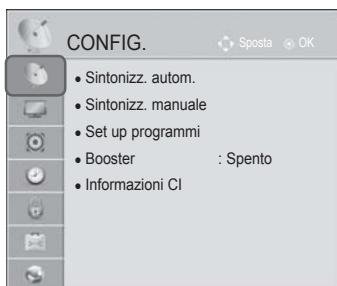 CONFIG.
Sposta OK
• Sintonizz. autom.
• Sintonizz. manuale
• Set up programmi
• Booster : Spento
• Informazioni CI